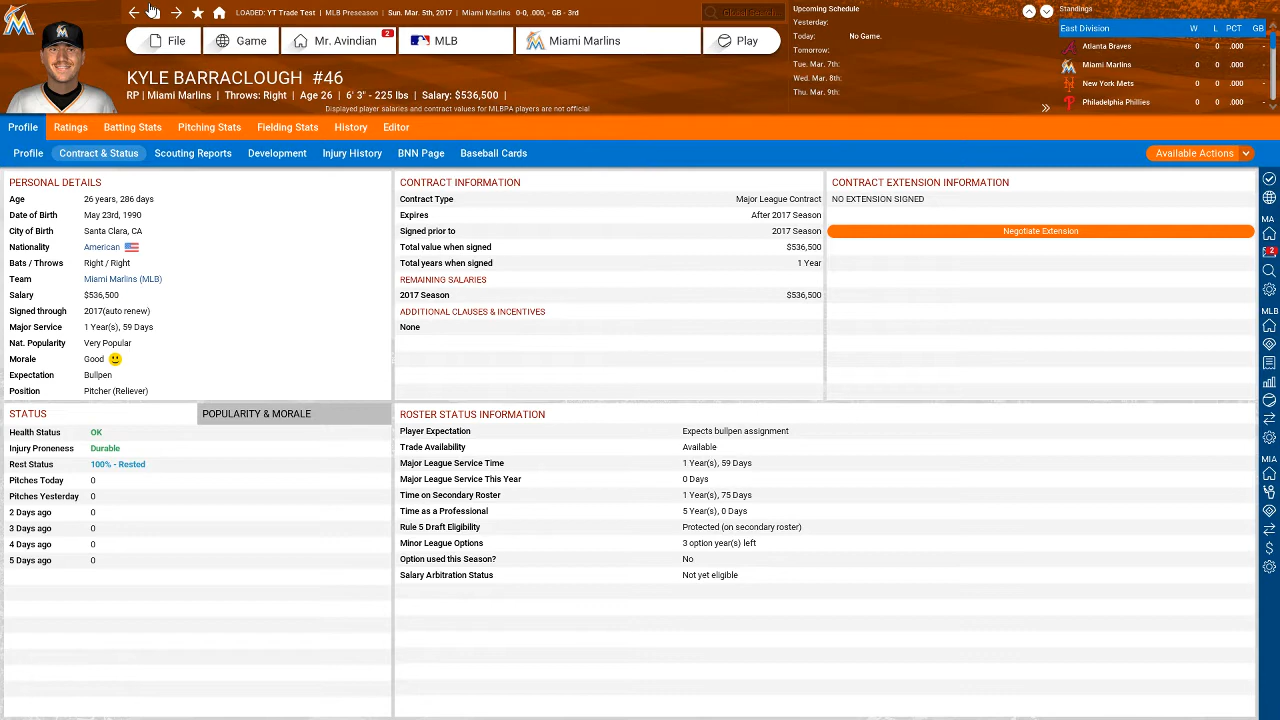 LOADED: YT Trade Test | MLB Preseason | Sun. Mar. 5th, 2017 | Miami Marlins 0-0, .000, - GB - 3rd
Global Search...
File
Game
Mr. Avindian
2
MLB
Miami Marlins
Play
KYLE BARRACLOUGH #46
RP | Miami Marlins | Throws: Right | Age 26 | 6' 3" - 225 lbs | Salary: $536,500 |
Displayed player salaries and contract values for MLBPA players are not official
Upcoming Schedule
Yesterday:
Today: No Game.
Tomorrow:
Tue. Mar. 7th:
Wed. Mar. 8th:
Thu. Mar. 9th:
Standings
East Division W L PCT GB
Atlanta Braves 0 0 .000 -
Miami Marlins 0 0 .000 -
New York Mets 0 0 .000 -
Philadelphia Phillies 0 0 .000 -
Profile Ratings Batting Stats Pitching Stats Fielding Stats History Editor
Profile Contract & Status Scouting Reports Development Injury History BNN Page Baseball Cards
Available Actions
PERSONAL DETAILS
Age 26 years, 286 days
Date of Birth May 23rd, 1990
City of Birth Santa Clara, CA
Nationality American
Bats / Throws Right / Right
Team Miami Marlins (MLB)
Salary $536,500
Signed through 2017(auto renew)
Major Service 1 Year(s), 59 Days
Nat. Popularity Very Popular
Morale Good
Expectation Bullpen
Position Pitcher (Reliever)
CONTRACT INFORMATION
Contract Type Major League Contract
Expires After 2017 Season
Signed prior to 2017 Season
Total value when signed $536,500
Total years when signed 1 Year
REMAINING SALARIES
2017 Season $536,500
ADDITIONAL CLAUSES & INCENTIVES
None
CONTRACT EXTENSION INFORMATION
NO EXTENSION SIGNED
Negotiate Extension
STATUS
POPULARITY & MORALE
Health Status OK
Injury Proneness Durable
Rest Status 100% - Rested
Pitches Today 0
Pitches Yesterday 0
2 Days ago 0
3 Days ago 0
4 Days ago 0
5 Days ago 0
ROSTER STATUS INFORMATION
Player Expectation Expects bullpen assignment
Trade Availability Available
Major League Service Time 1 Year(s), 59 Days
Major League Service This Year 0 Days
Time on Secondary Roster 1 Year(s), 75 Days
Time as a Professional 5 Year(s), 0 Days
Rule 5 Draft Eligibility Protected (on secondary roster)
Minor League Options 3 option year(s) left
Option used this Season? No
Salary Arbitration Status Not yet eligible
MA
2
MLB
MIA